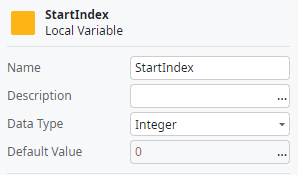 StartIndex
Local Variable
Name StartIndex
Description ...
Data Type Integer
Default Value 0 ...